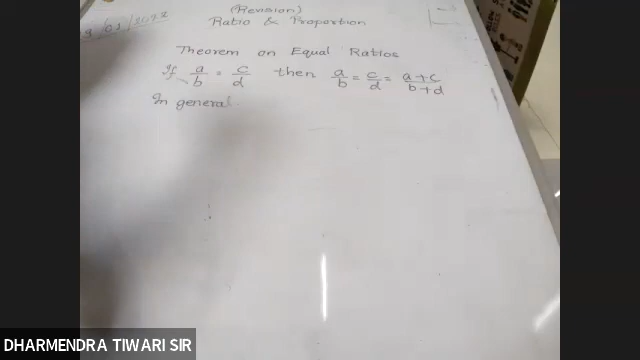 (Revision)
Ratio & Proportion
Theorem on Equal Ratios
If a/b = c/d then a/b = c/d = a+c/b+d
In general
DHARMENDRA TIWARI SIR